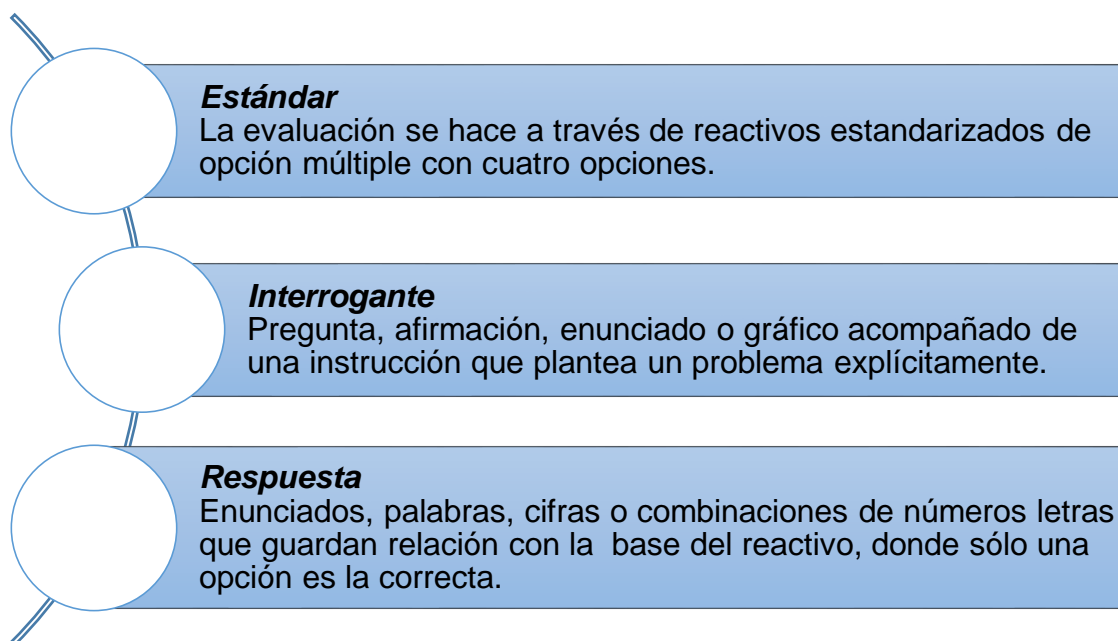 Estándar
La evaluación se hace a través de reactivos estandarizados de
opción múltiple con cuatro opciones.
Interrogante
Pregunta, afirmación, enunciado o gráfico acompañado de
una instrucción que plantea un problema explícitamente.
Respuesta
Enunciados, palabras, cifras o combinaciones de números letras
que guardan relación con la  base del reactivo, donde sólo una
opción es la correcta.